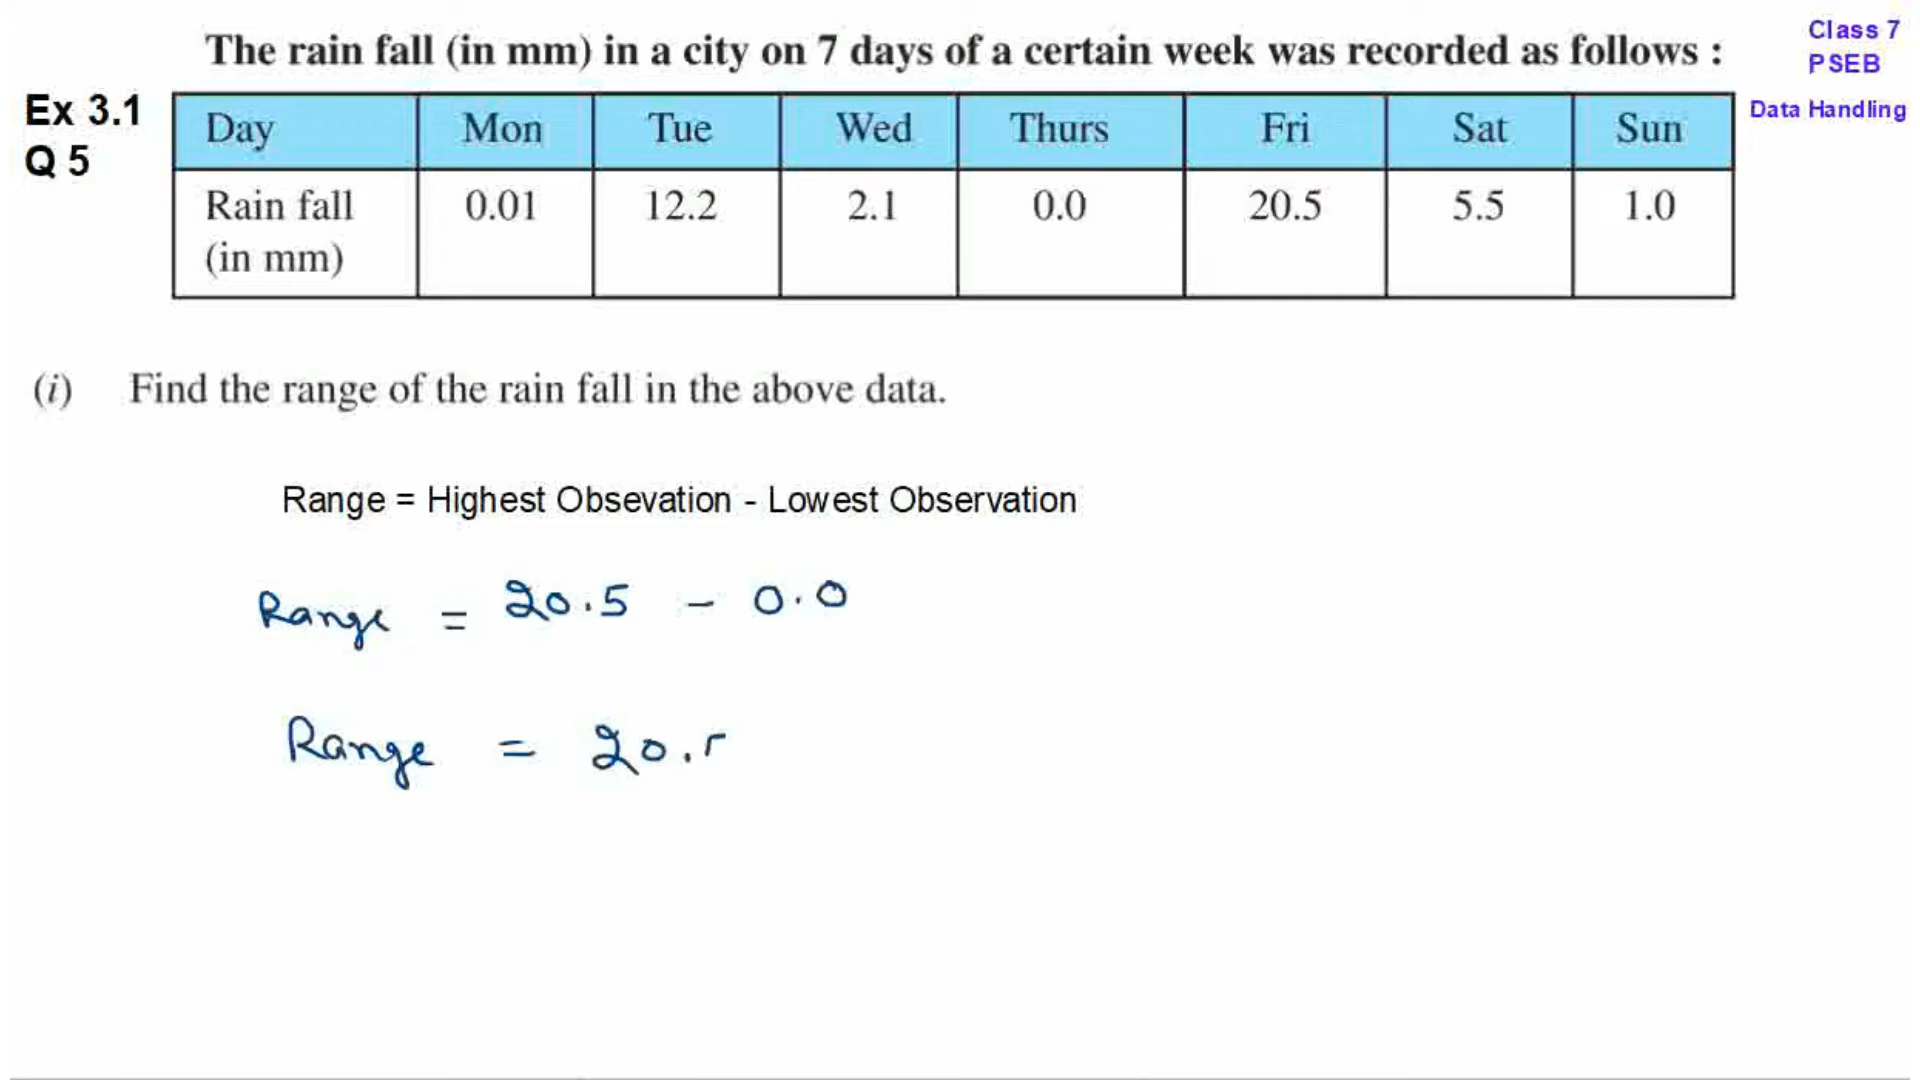 The rain fall (in mm) in a city on 7 days of a certain week was recorded as follows :
Class 7
PSEB
Data Handling
Ex 3.1
Q 5
Day Mon Tue Wed Thurs Fri Sat Sun
Rain fall 0.01 12.2 2.1 0.0 20.5 5.5 1.0
(in mm)
(i) Find the range of the rain fall in the above data.
Range = Highest Obsevation - Lowest Observation
Range = 20.5 - 0.0
Range = 20.